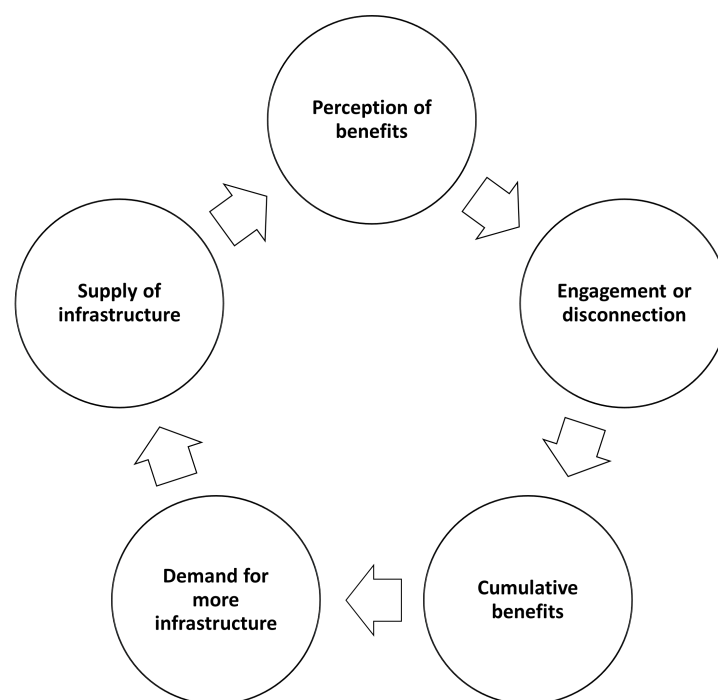 Perception of
benefits
Engagement or
disconnection
Cumulative
benefits
Demand for
more
infrastructure
Supply of
infrastructure